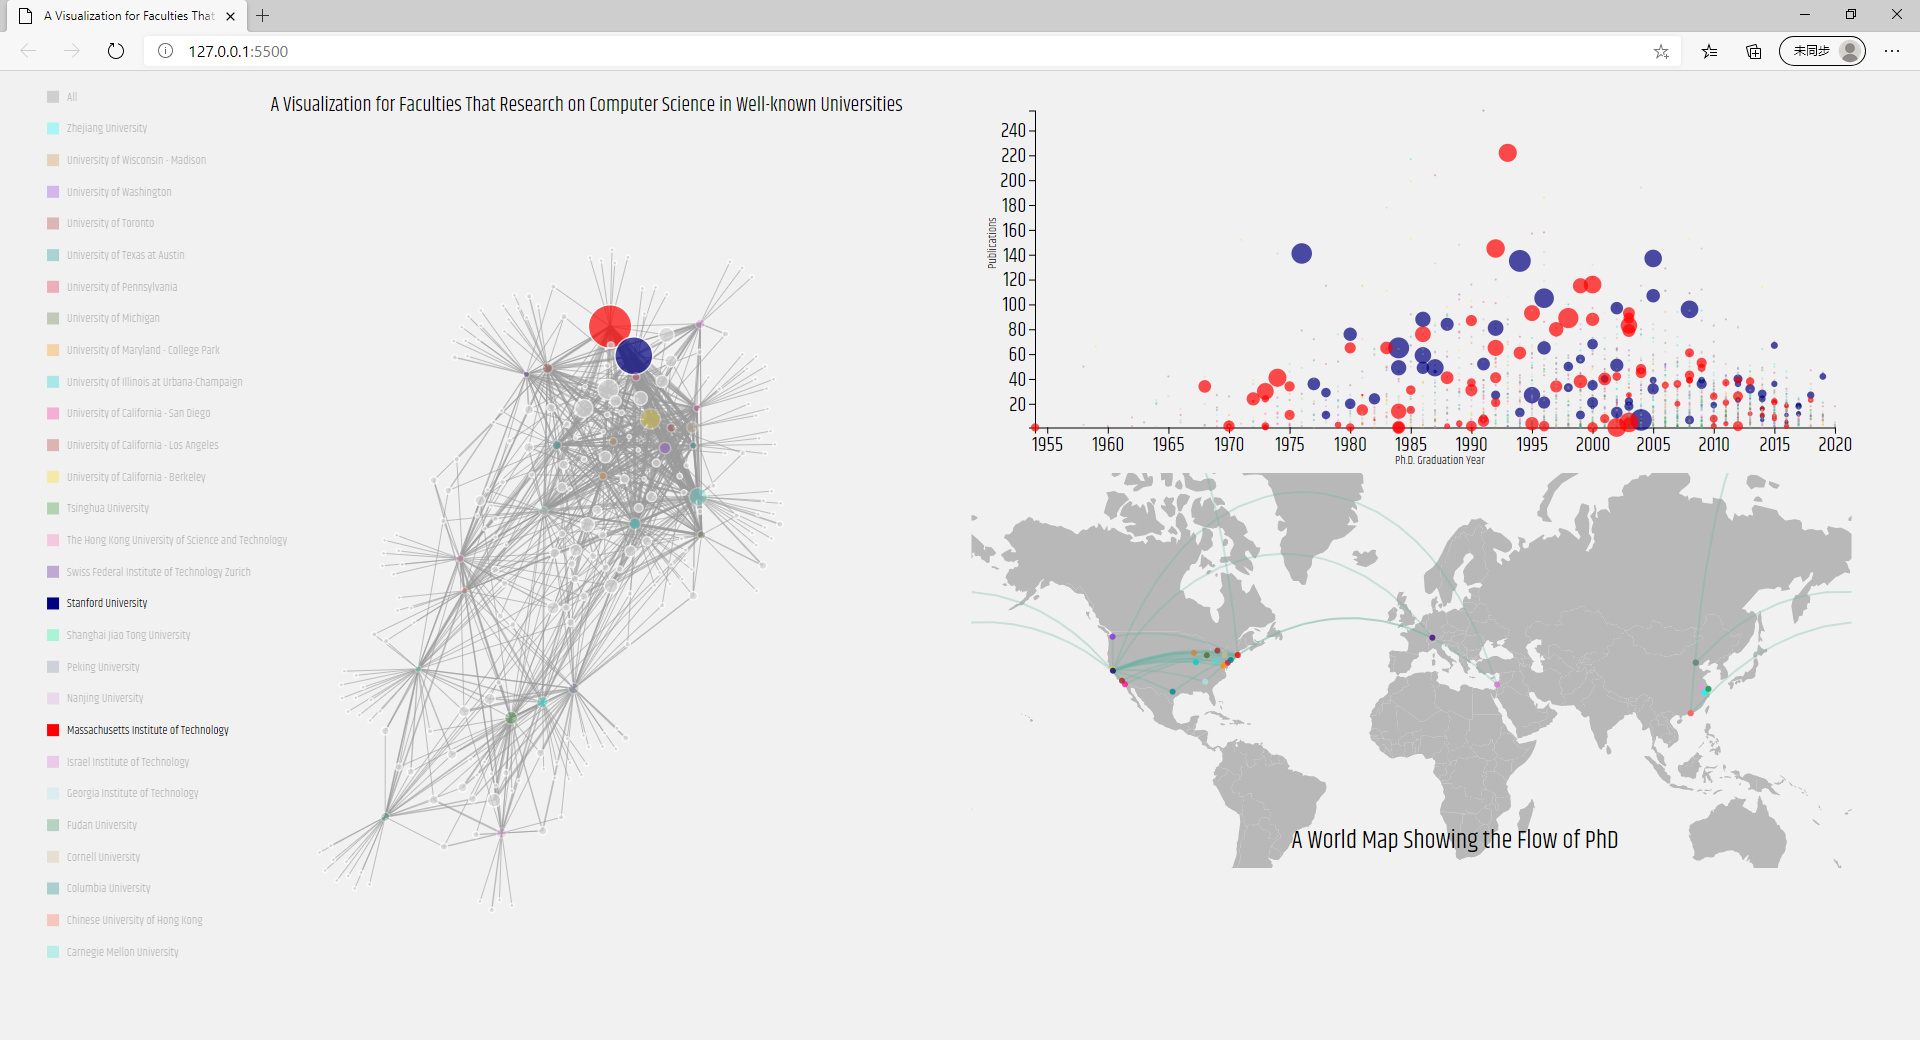 A Visualization for Faculties That
127.0.0.1:5500
未同步
All
Zhejiang University
University of Wisconsin - Madison
University of Washington
University of Toronto
University of Texas at Austin
University of Pennsylvania
University of Michigan
University of Maryland - College Park
University of Illinois at Urbana-Champaign
University of California - San Diego
University of California - Los Angeles
University of California - Berkeley
Tsinghua University
The Hong Kong University of Science and Technology
Swiss Federal Institute of Technology Zurich
Stanford University
Shanghai Jiao Tong University
Peking University
Nanjing University
Massachusetts Institute of Technology
Israel Institute of Technology
Georgia Institute of Technology
Fudan University
Cornell University
Columbia University
Chinese University of Hong Kong
Carnegie Mellon University
A Visualization for Faculties That Research on Computer Science in Well-known Universities
Publications
240
220
200
180
160
140
120
100
80
60
40
20
1955 1960 1965 1970 1975 1980 1985 1990 1995 2000 2005 2010 2015 2020
Ph.D. Graduation Year
A World Map Showing the Flow of PhD